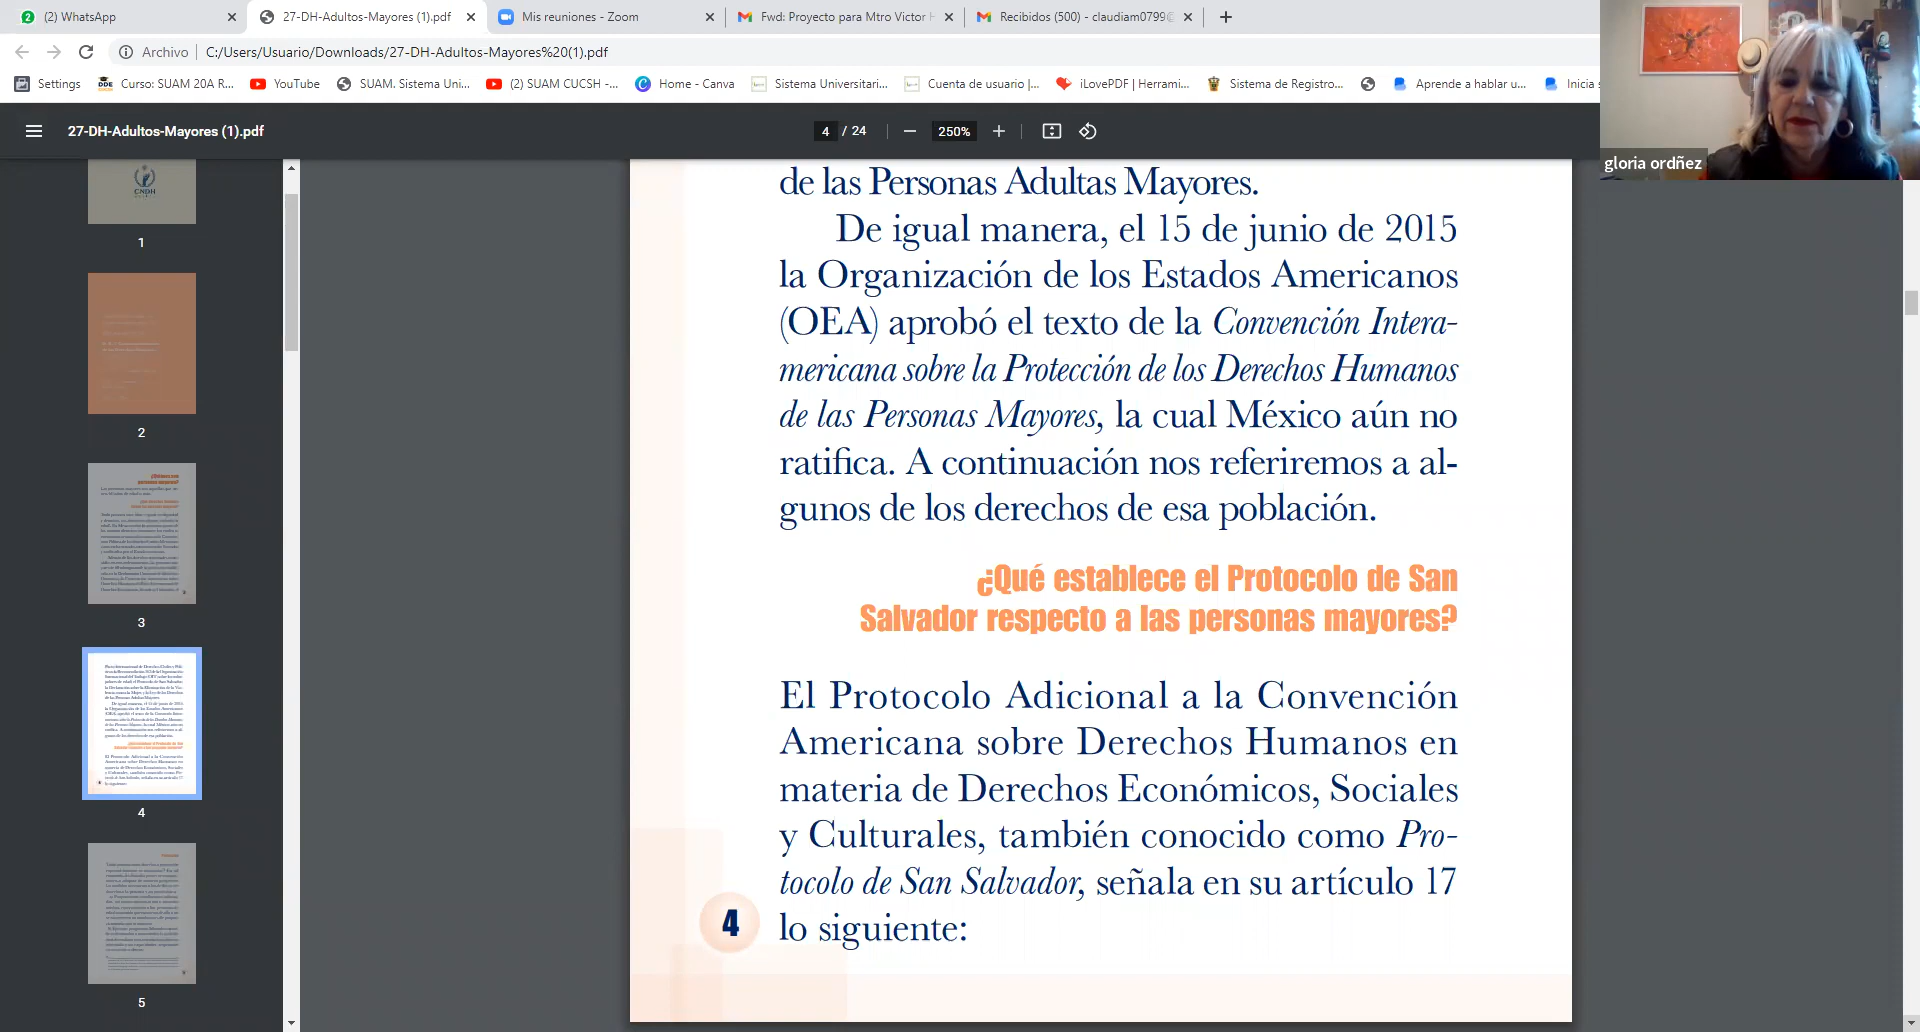 (2) WhatsApp
27-DH-Adultos-Mayores (1).pdf
Mis reuniones - Zoom
Fwd: Proyecto para Mtro Victor H
Recibidos (500) - claudiam0799@
Archivo
C:/Users/Usuario/Downloads/27-DH-Adultos-Mayores%20(1).pdf
Settings
Curso: SUAM 20A R...
YouTube
SUAM. Sistema Uni...
(2) SUAM CUCSH -...
Home - Canva
Sistema Universitari...
Cuenta de usuario |...
iLovePDF | Herrami...
Sistema de Registro...
Aprende a hablar u...
Inicia
gloria ordñez
27-DH-Adultos-Mayores (1).pdf
4 / 24
250%
CNDH
1
2
3
4
5
de las Personas Adultas Mayores.
De igual manera, el 15 de junio de 2015
la Organización de los Estados Americanos
(OEA) aprobó el texto de la Convención Intera-
mericana sobre la Protección de los Derechos Humanos
de las Personas Mayores, la cual México aún no
ratifica. A continuación nos referiremos a al-
gunos de los derechos de esa población.
¿Qué establece el Protocolo de San
Salvador respecto a las personas mayores?
El Protocolo Adicional a la Convención
Americana sobre Derechos Humanos en
materia de Derechos Económicos, Sociales
y Culturales, también conocido como Pro-
tocolo de San Salvador, señala en su artículo 17
lo siguiente:
4